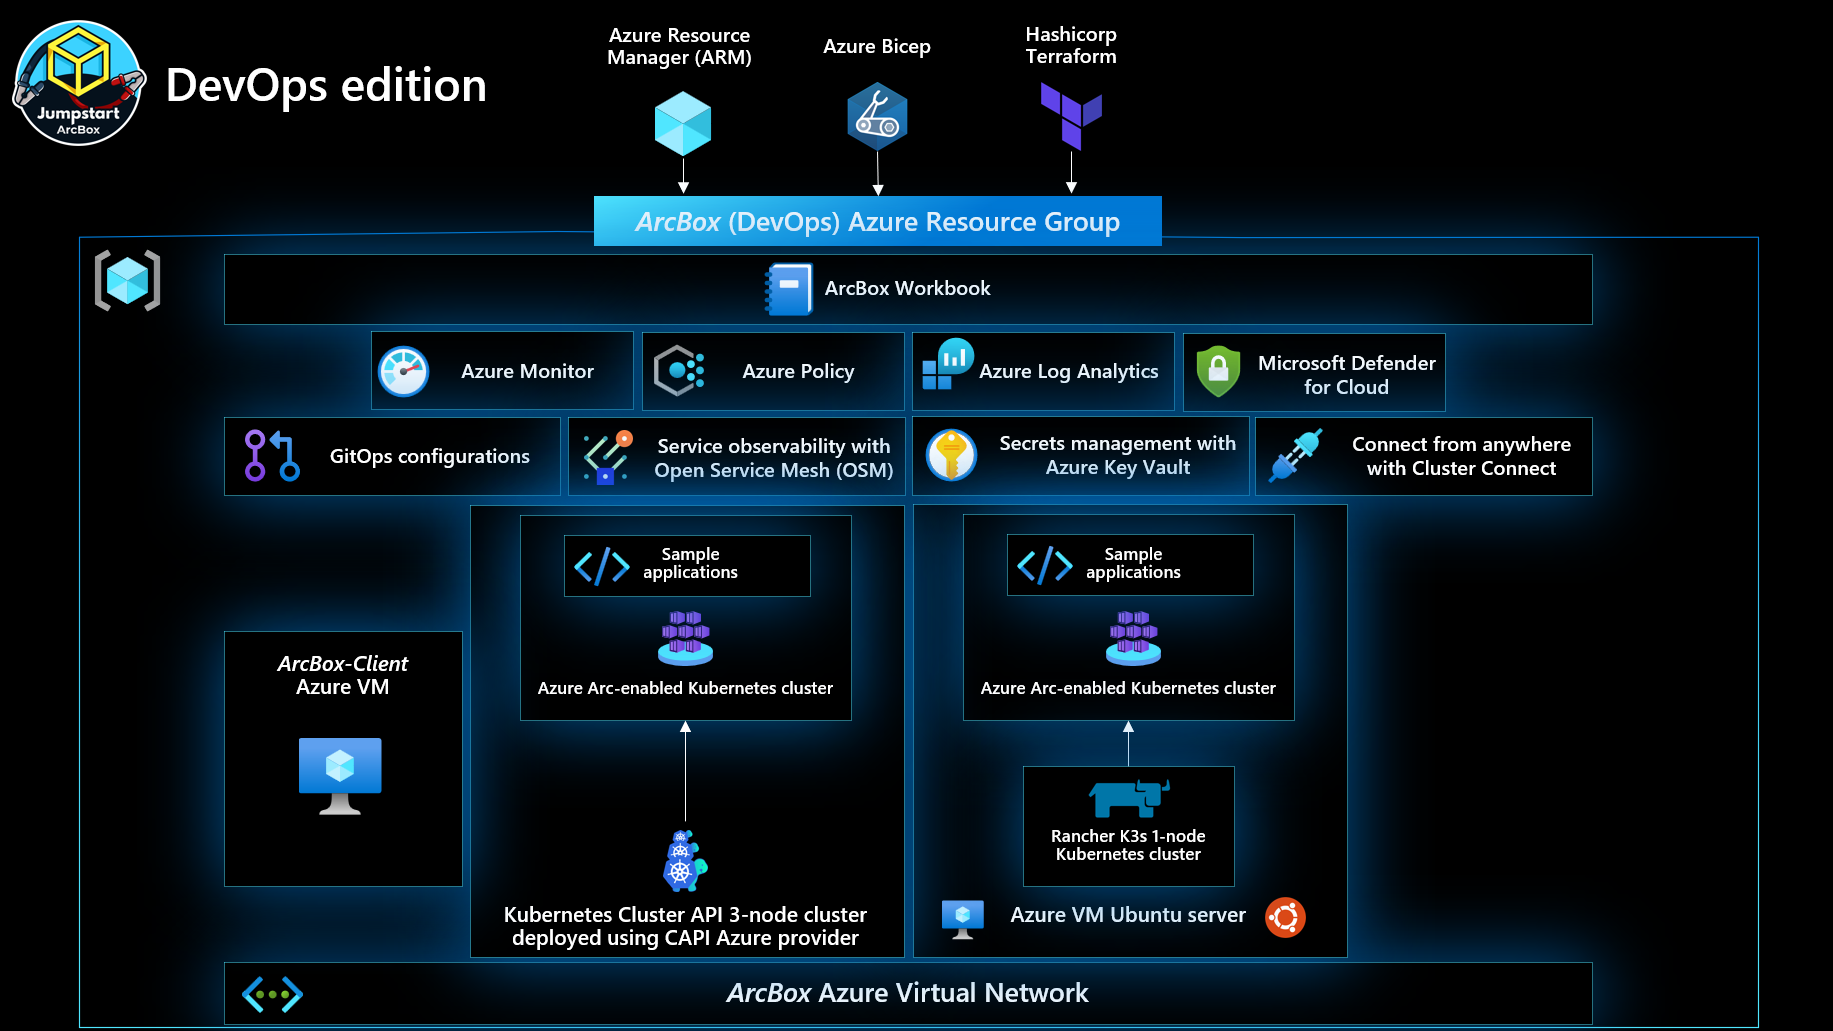 Jumpstart
ArcBox
DevOps edition
Azure Resource
Manager (ARM)
Azure Bicep
Hashicorp
Terraform
ArcBox (DevOps) Azure Resource Group
ArcBox Workbook
Azure Monitor
Azure Policy
Azure Log Analytics
Microsoft Defender
for Cloud
GitOps configurations
Service observability with
Open Service Mesh (OSM)
Secrets management with
Azure Key Vault
Connect from anywhere
with Cluster Connect
ArcBox-Client
Azure VM
Sample
applications
Azure Arc-enabled Kubernetes cluster
Kubernetes Cluster API 3-node cluster
deployed using CAPI Azure provider
Sample
applications
Azure Arc-enabled Kubernetes cluster
Rancher K3s 1-node
Kubernetes cluster
Azure VM Ubuntu server
ArcBox Azure Virtual Network